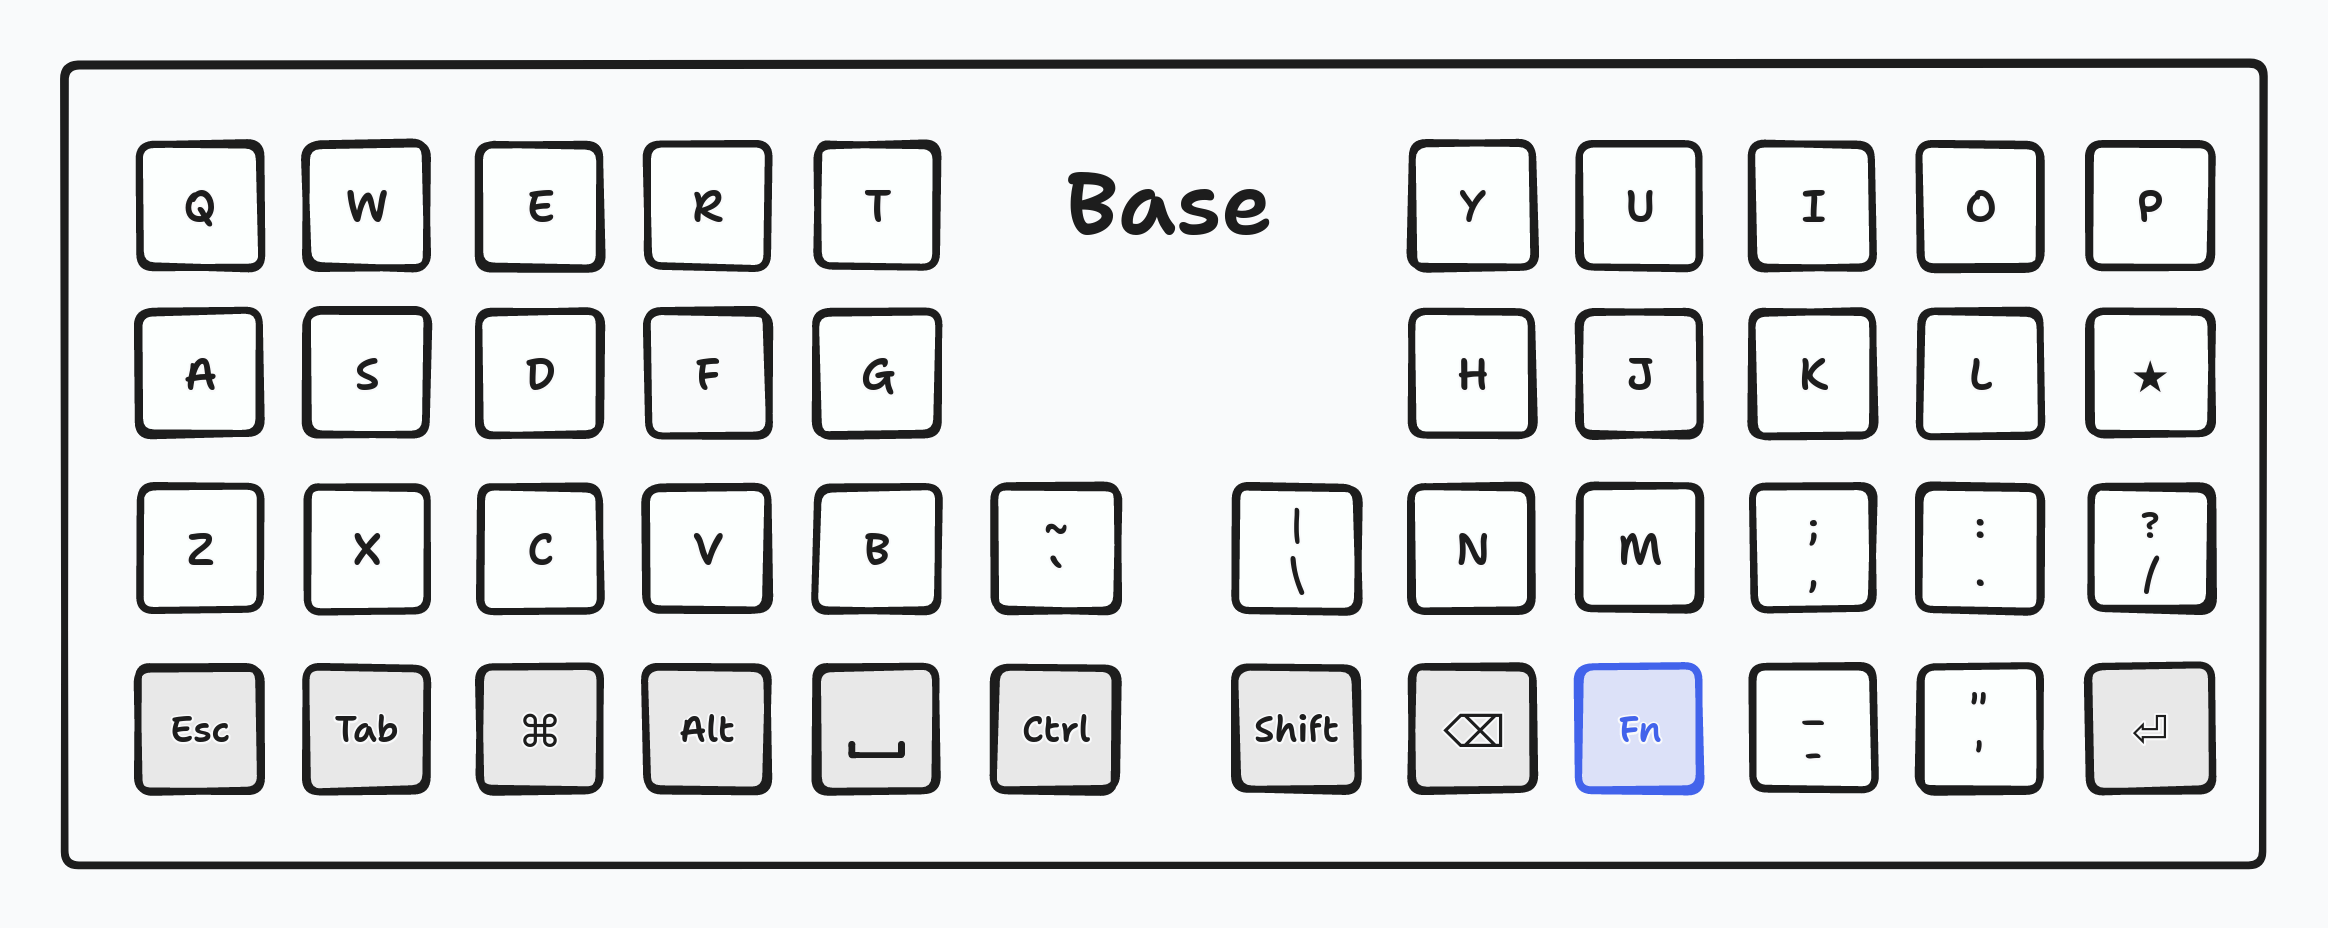 Q W E R T Base Y U I O P
A S D F G H J K L ★
Z X C V B ~ ` | \ N M ; , : . ? /
Esc Tab ⌘ Alt ⎵ Ctrl Shift ⌫ Fn _ - " ' ⏎